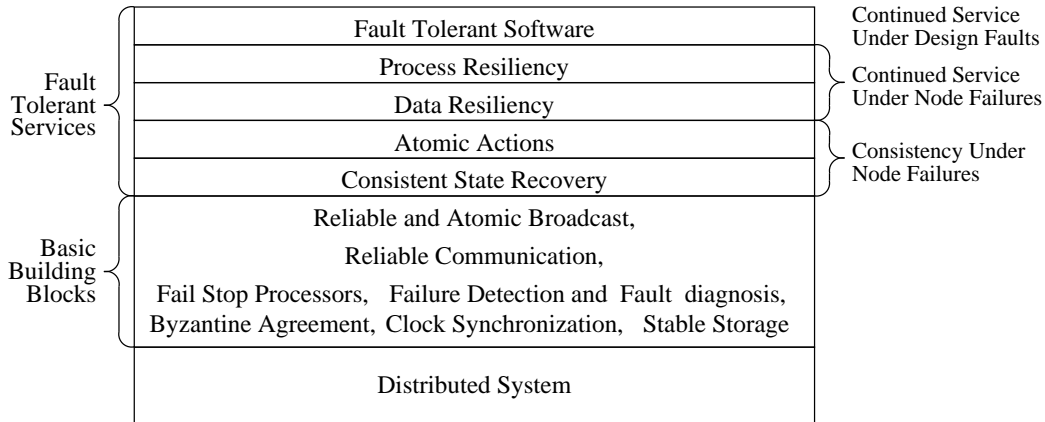 Fault Tolerant Software
Process Resiliency
Data Resiliency
Atomic Actions
Consistent State Recovery
Reliable and Atomic Broadcast,
Reliable Communication,
Fail Stop Processors, Failure Detection and Fault diagnosis,
Byzantine Agreement, Clock Synchronization, Stable Storage
Distributed System
Fault
Tolerant
Services
Basic
Building
Blocks
Continued Service
Under Design Faults
Continued Service
Under Node Failures
Consistency Under
Node Failures